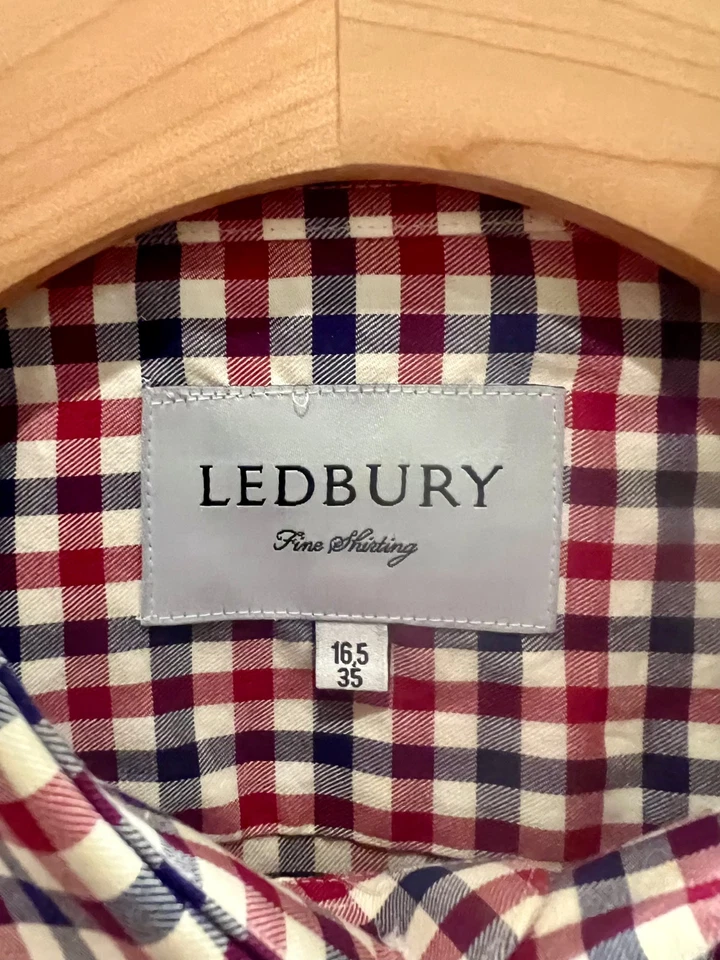 LEDBURY
Fine Shirting
16,5
35